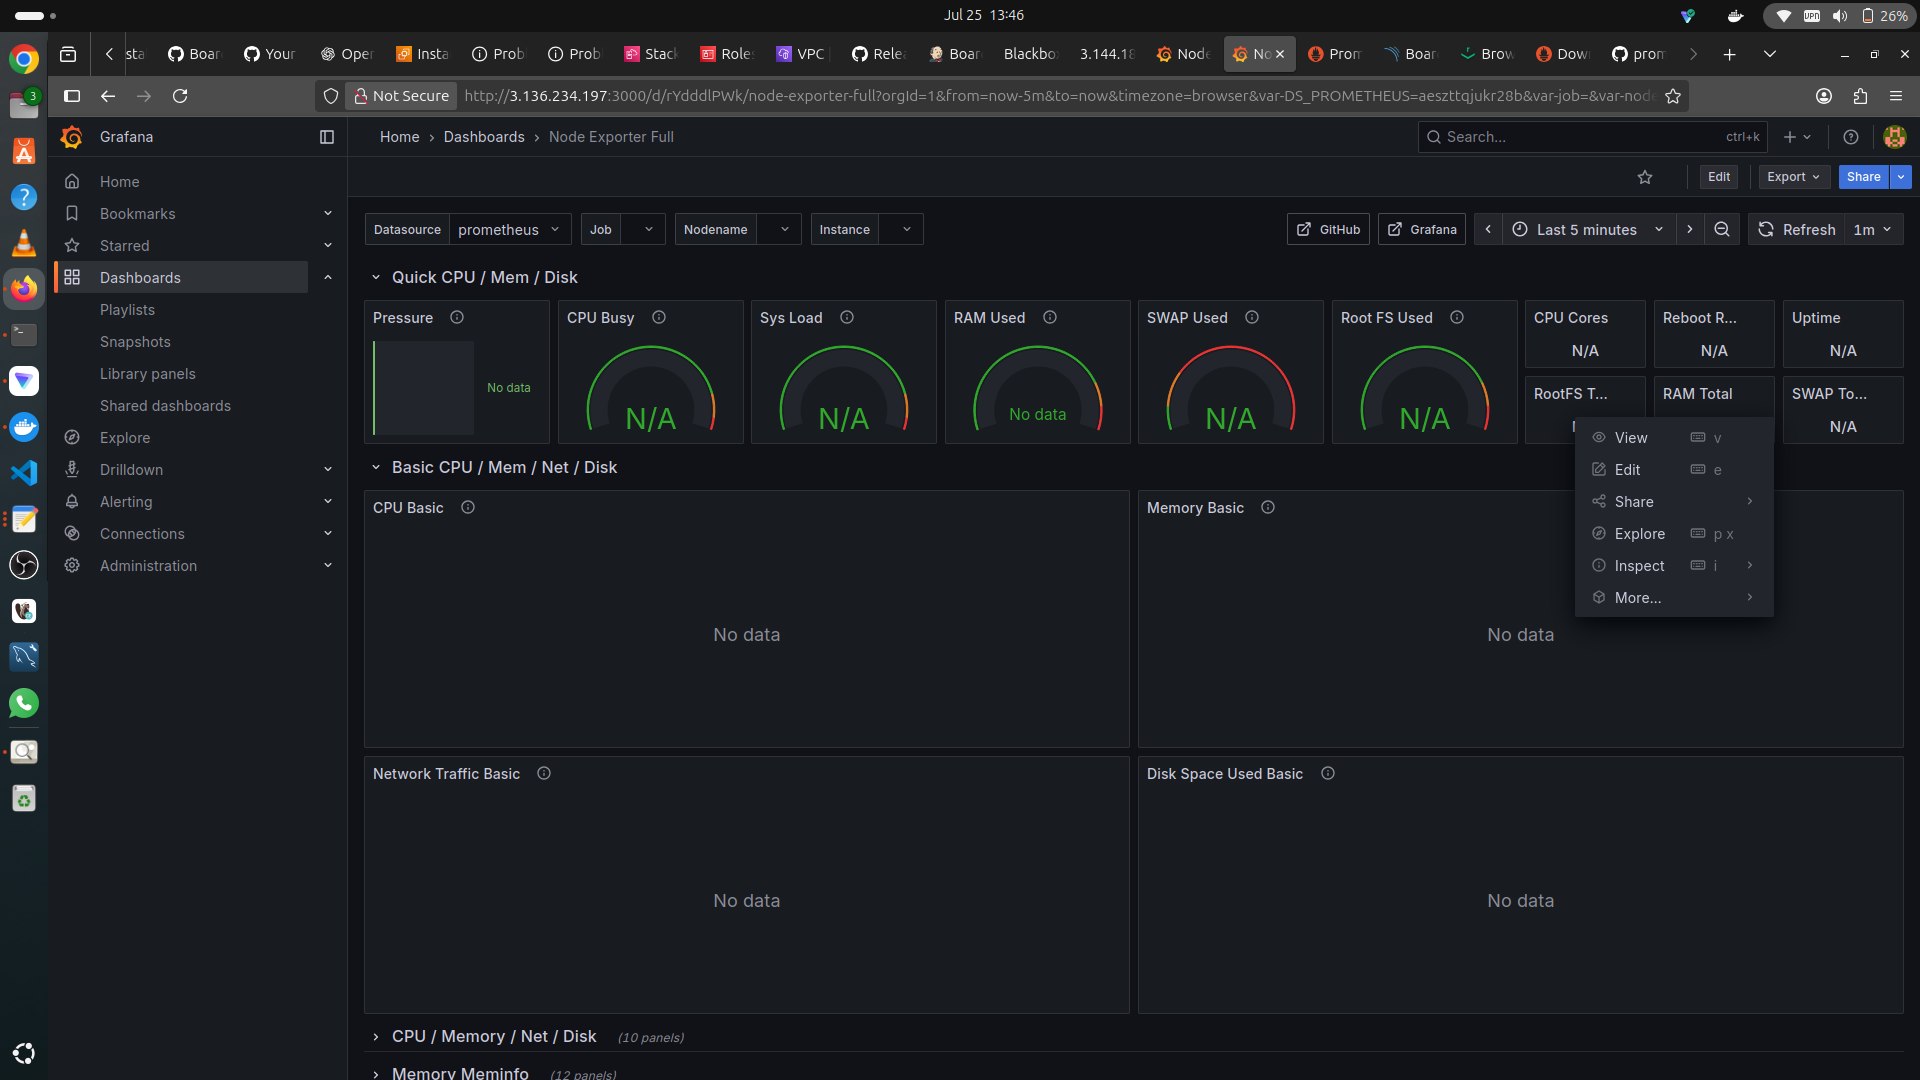 Jul 25 13:46
26%
sta
Boar
Your
Oper
Insta
Probl
Probl
Stack
Roles
VPC
Relea
Boar
Blackbo
3.144.18
Node
No
Prom
Boar
Brow
Dow
prom
3
Not Secure
http://3.136.234.197:3000/d/rYdddlPWk/node-exporter-full?orgId=1&from=now-5m&to=now&timezone=browser&var-DS_PROMETHEUS=aeszttqjukr28b&var-job=&var-node
Grafana
Home › Dashboards › Node Exporter Full
Search... ctrl+k
Edit
Export
Share
Home
Bookmarks
Starred
Dashboards
Playlists
Snapshots
Library panels
Shared dashboards
Explore
Drilldown
Alerting
Connections
Administration
Datasource prometheus
Job
Nodename
Instance
GitHub
Grafana
Last 5 minutes
Refresh 1m
Quick CPU / Mem / Disk
Pressure
No data
CPU Busy
N/A
Sys Load
N/A
RAM Used
No data
SWAP Used
N/A
Root FS Used
N/A
CPU Cores
N/A
Reboot R...
N/A
Uptime
N/A
RootFS T...
RAM Total
SWAP To...
N/A
View v
Edit e
Share
Explore p x
Inspect i
More...
Basic CPU / Mem / Net / Disk
CPU Basic
No data
Memory Basic
No data
Network Traffic Basic
No data
Disk Space Used Basic
No data
CPU / Memory / Net / Disk (10 panels)
Memory Meminfo (12 panels)